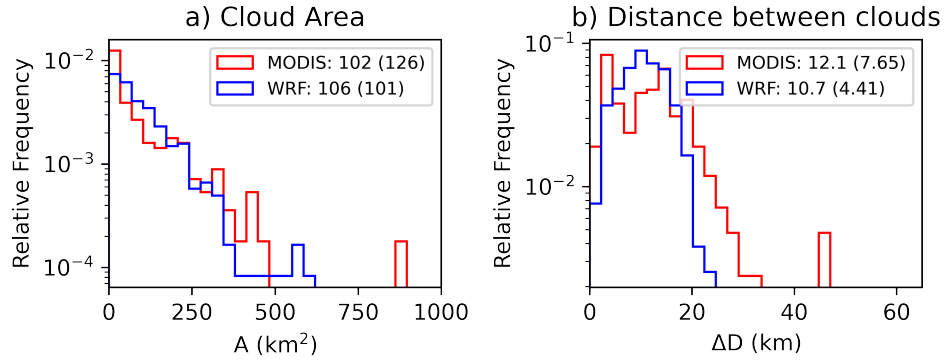 a) Cloud Area
MODIS: 102 (126)
WRF: 106 (101)
Relative Frequency
10⁻²
10⁻³
10⁻⁴
0 250 500 750 1000
A (km²)
b) Distance between clouds
MODIS: 12.1 (7.65)
WRF: 10.7 (4.41)
Relative Frequency
10⁻¹
10⁻²
0 20 40 60
ΔD (km)